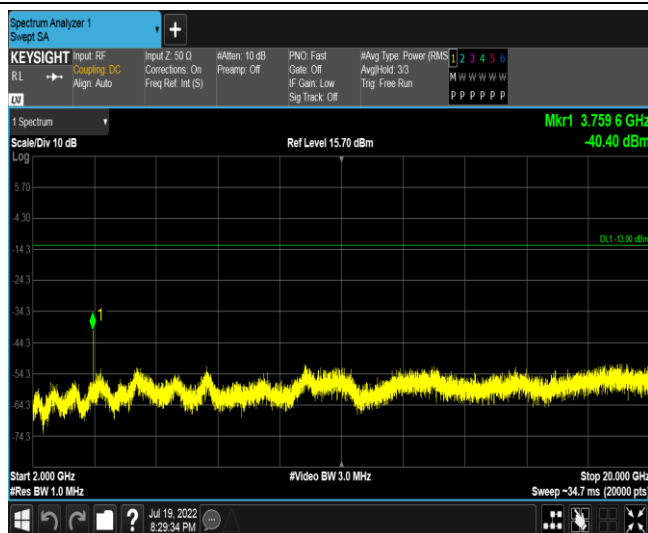 Spectrum Analyzer 1
Swept SA
+
KEYSIGHT
RL
LXI
Input: RF
Coupling: DC
Align: Auto
Input Z: 50 Ω
Corrections: On
Freq Ref: Int (S)
#Atten: 10 dB
Preamp: Off
PNO: Fast
Gate: Off
IF Gain: Low
Sig Track: Off
#Avg Type: Power (RMS
Avg|Hold: 3/3
Trig: Free Run
1 2 3 4 5 6
M W W W W W
P P P P P P
1 Spectrum
Mkr1 3.759 6 GHz
-40.40 dBm
Scale/Div 10 dB
Ref Level 15.70 dBm
Log
5.70
-4.30
DL1 -13.00 dBm
-14.3
-24.3
-34.3
1
-44.3
-54.3
-64.3
-74.3
Start 2.000 GHz
#Video BW 3.0 MHz
Stop 20.000 GHz
#Res BW 1.0 MHz
Sweep ~34.7 ms (20000 pts)
?
Jul 19, 2022
8:29:34 PM